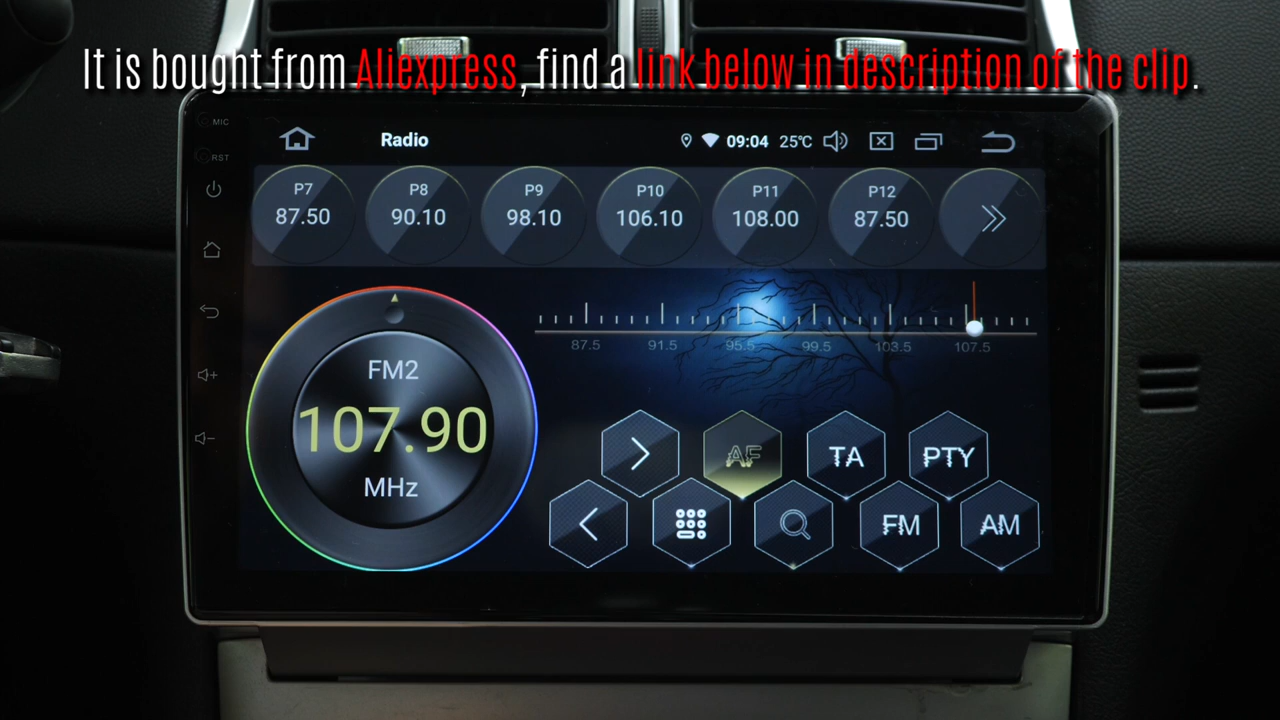 It is bought from Aliexpress, find a link below in description of the clip.
MIC
RST
Radio
09:04 25℃
P7 P8 P9 P10 P11 P12
87.50 90.10 98.10 106.10 108.00 87.50
87.5 91.5 95.5 99.5 103.5 107.5
FM2
107.90
MHz
AF TA PTY
FM AM